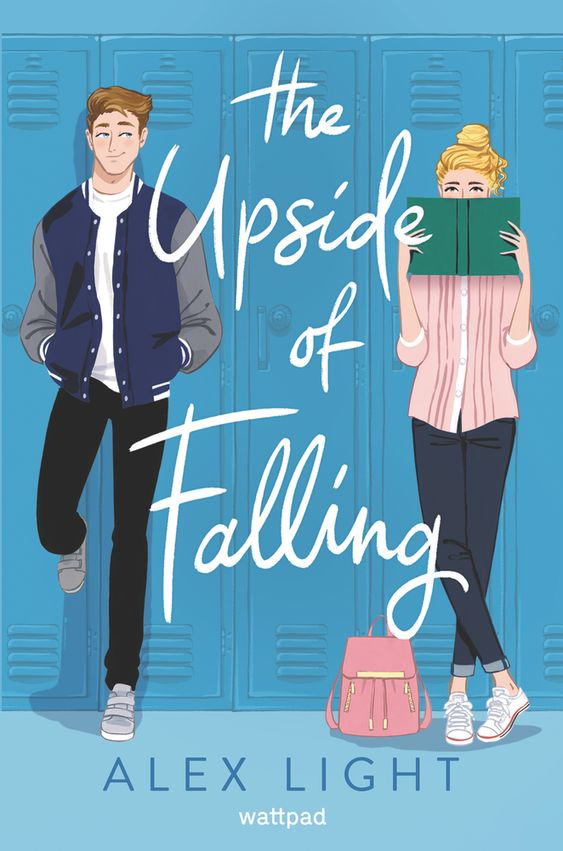 the
Upside
of
Falling
ALEX LIGHT
wattpad